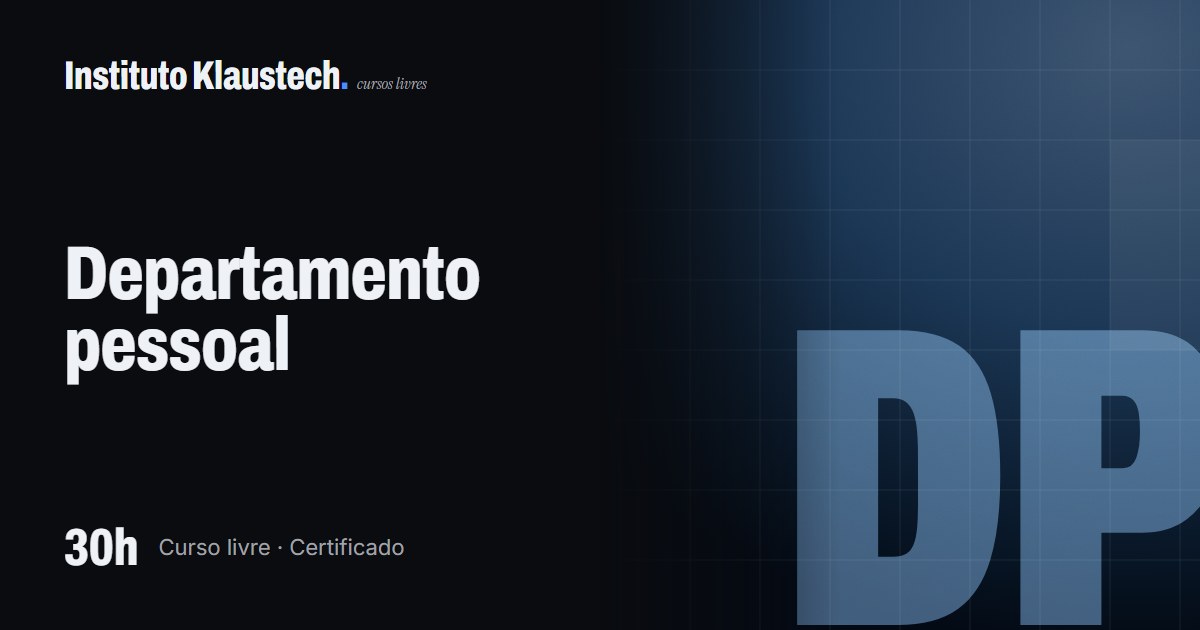 Instituto Klaustech. cursos livres
Departamento
pessoal
30h Curso livre · Certificado
DP